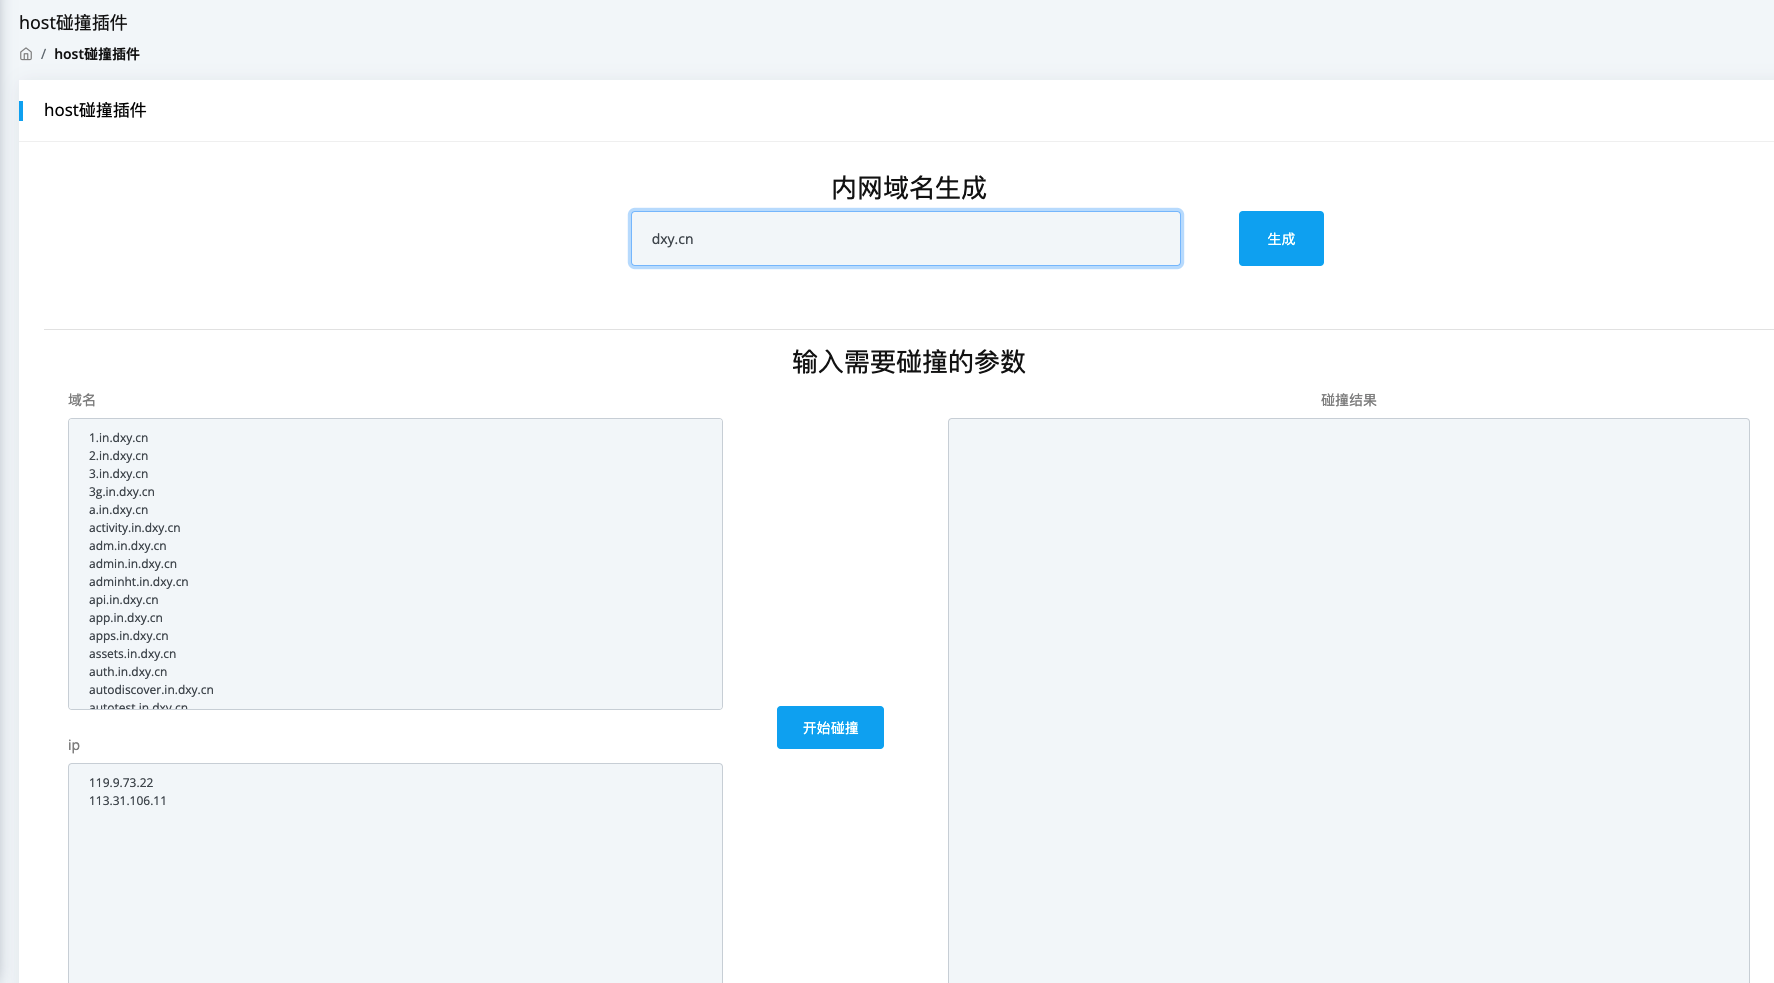 host碰撞插件
/ host碰撞插件
host碰撞插件
内网域名生成
dxy.cn
生成
输入需要碰撞的参数
域名
1.in.dxy.cn
2.in.dxy.cn
3.in.dxy.cn
3g.in.dxy.cn
a.in.dxy.cn
activity.in.dxy.cn
adm.in.dxy.cn
admin.in.dxy.cn
adminht.in.dxy.cn
api.in.dxy.cn
app.in.dxy.cn
apps.in.dxy.cn
assets.in.dxy.cn
auth.in.dxy.cn
autodiscover.in.dxy.cn
autotest.in.dxy.cn
ip
119.9.73.22
113.31.106.11
开始碰撞
碰撞结果